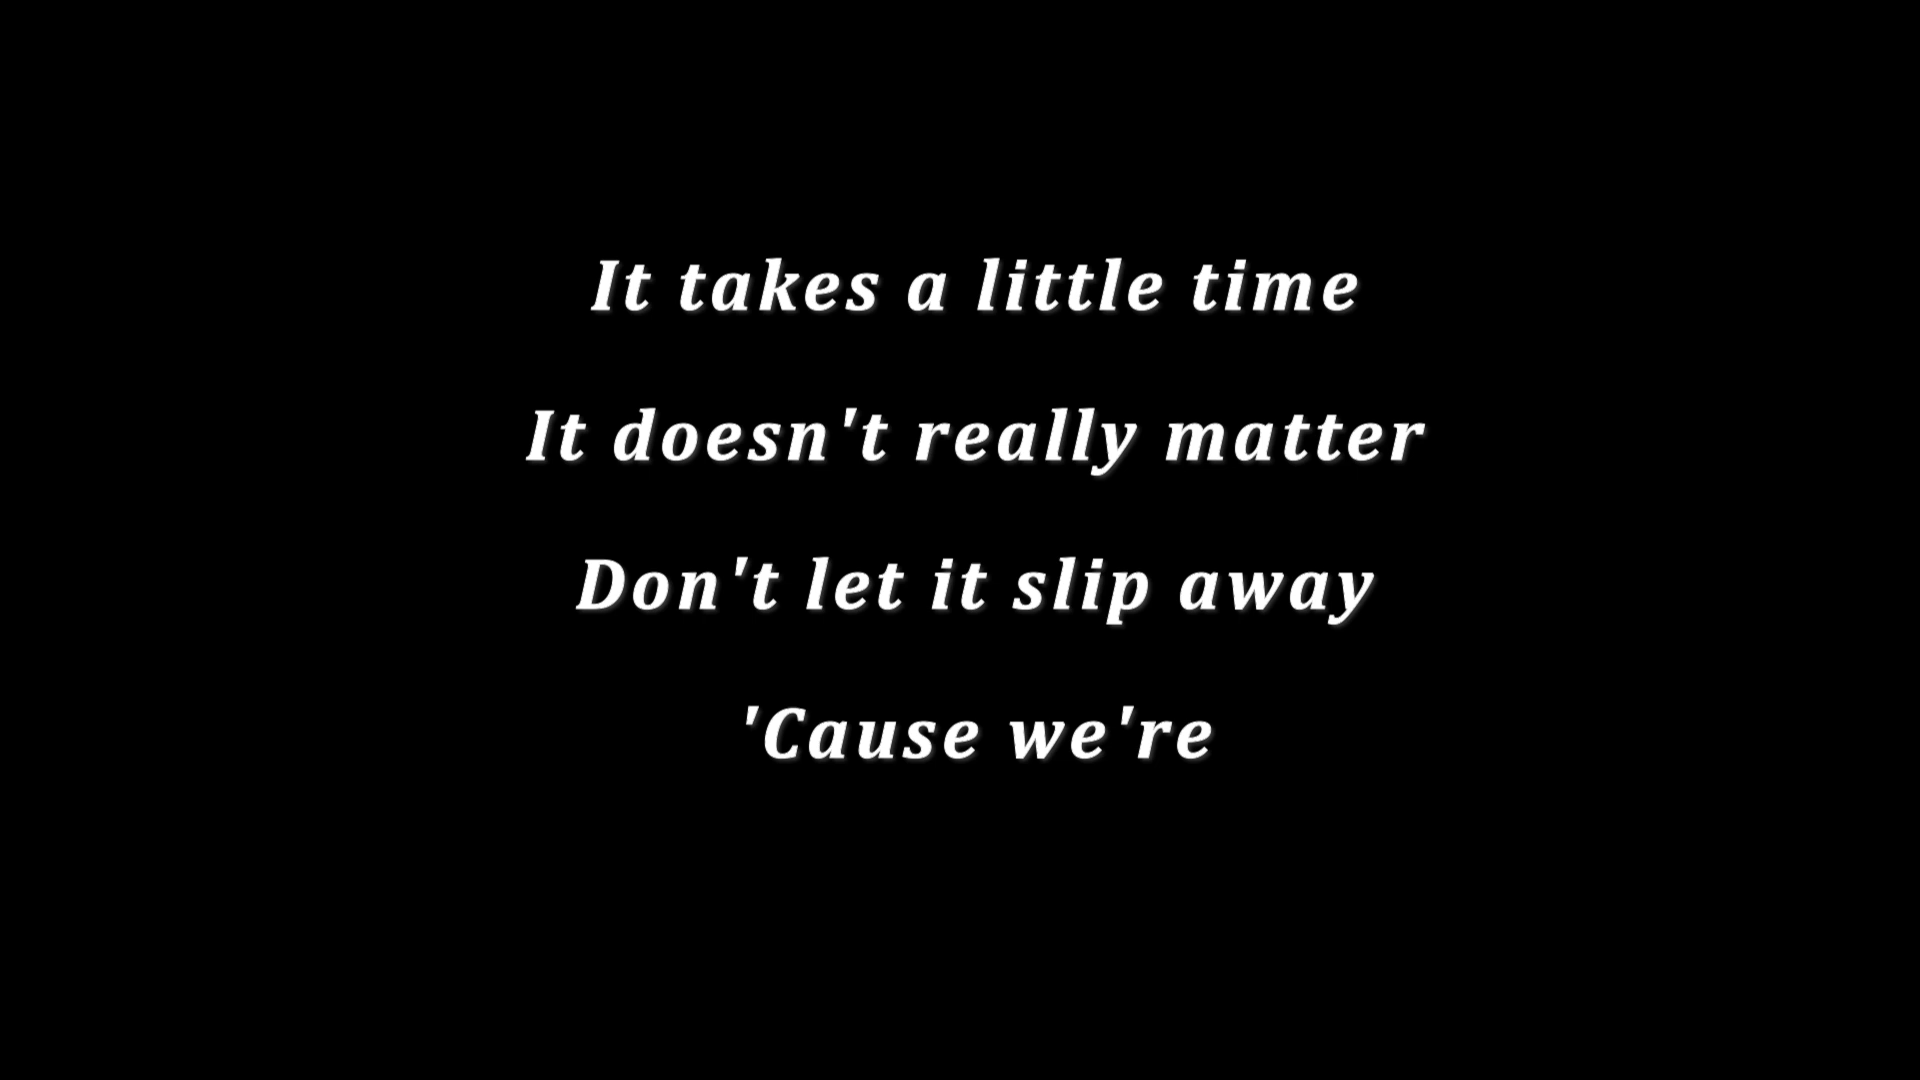 It takes a little time
It doesn't really matter
Don't let it slip away
'Cause we're